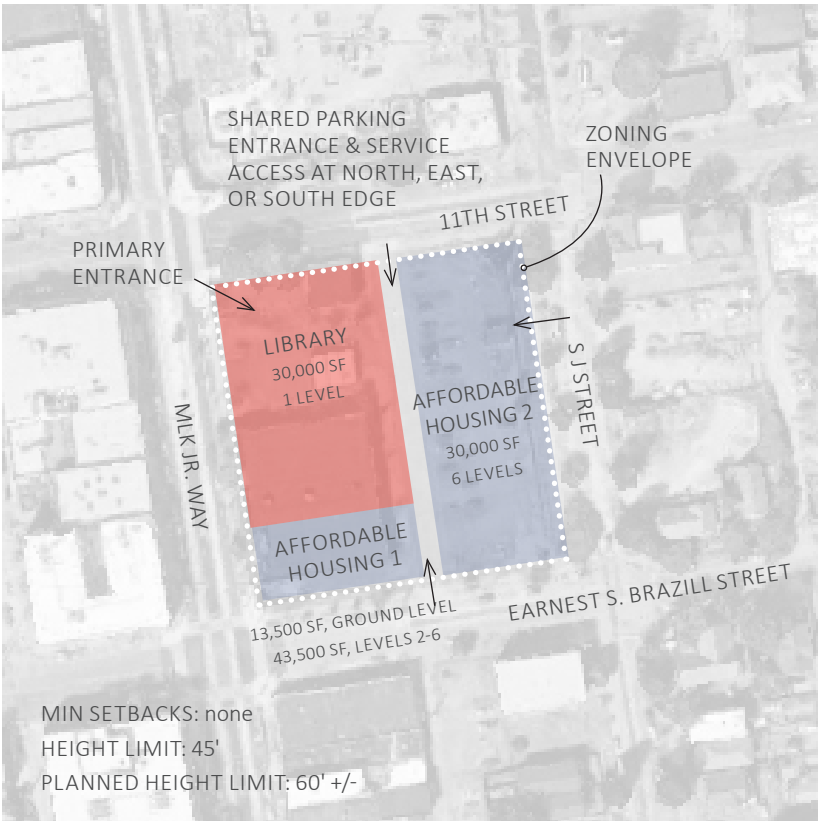 SHARED PARKING
ENTRANCE & SERVICE
ACCESS AT NORTH, EAST,
OR SOUTH EDGE
ZONING
ENVELOPE
11TH STREET
PRIMARY
ENTRANCE
LIBRARY
30,000 SF
1 LEVEL
AFFORDABLE
HOUSING 2
30,000 SF
6 LEVELS
S J STREET
MLK JR. WAY
AFFORDABLE
HOUSING 1
13,500 SF, GROUND LEVEL
43,500 SF, LEVELS 2-6
EARNEST S. BRAZILL STREET
MIN SETBACKS: none
HEIGHT LIMIT: 45'
PLANNED HEIGHT LIMIT: 60' +/-